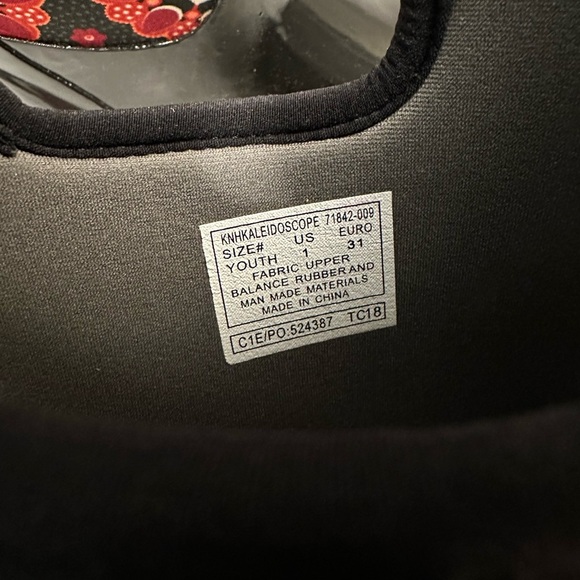 KNHKALEIDOSCOPE 71842-009
SIZE# US EURO
YOUTH 1 31
FABRIC UPPER
BALANCE RUBBER AND
MAN MADE MATERIALS
MADE IN CHINA
C1E/PO:524387 TC18